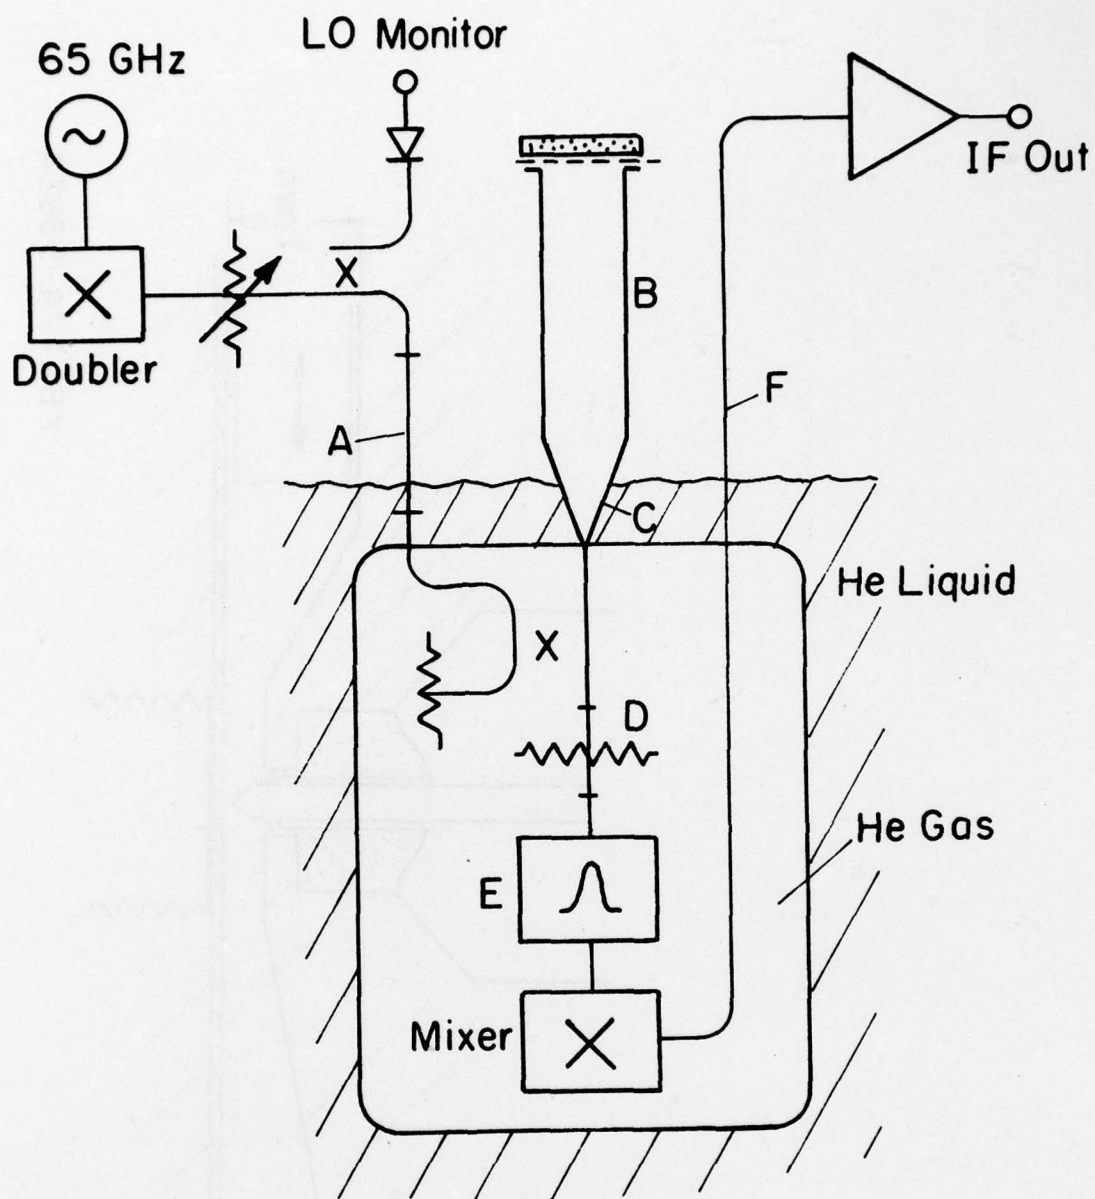 LO Monitor
65 GHz
IF Out
X
B
Doubler
F
A
C
He Liquid
X
D
He Gas
E
Mixer